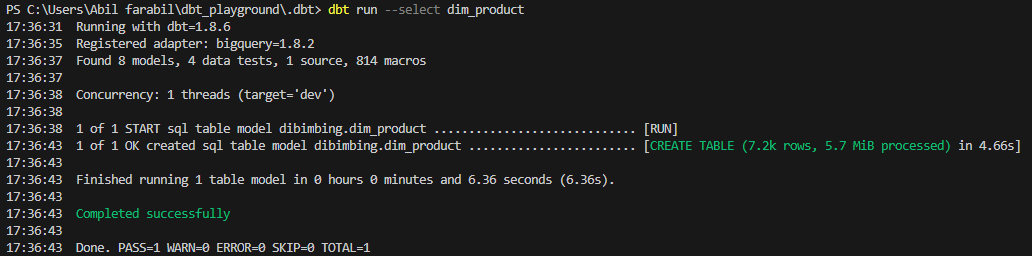 PS C:\Users\Abil farabil\dbt_playground\.dbt> dbt run --select dim_product
17:36:31  Running with dbt=1.8.6
17:36:35  Registered adapter: bigquery=1.8.2
17:36:37  Found 8 models, 4 data tests, 1 source, 814 macros
17:36:37
17:36:38  Concurrency: 1 threads (target='dev')
17:36:38
17:36:38  1 of 1 START sql table model dibimbing.dim_product ............................. [RUN]
17:36:43  1 of 1 OK created sql table model dibimbing.dim_product ........................ [CREATE TABLE (7.2k rows, 5.7 MiB processed) in 4.66s]
17:36:43
17:36:43  Finished running 1 table model in 0 hours 0 minutes and 6.36 seconds (6.36s).
17:36:43
17:36:43  Completed successfully
17:36:43
17:36:43  Done. PASS=1 WARN=0 ERROR=0 SKIP=0 TOTAL=1